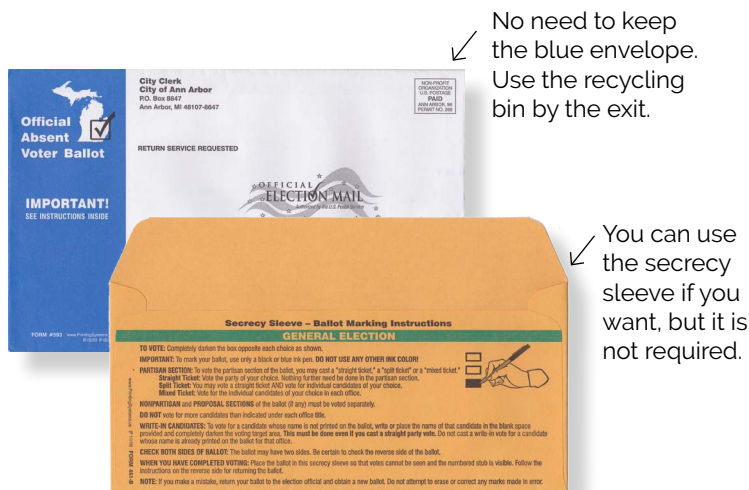 No need to keep
the blue envelope.
Use the recycling
bin by the exit.
Official
Absent
Voter Ballot
IMPORTANT!
SEE INSTRUCTIONS INSIDE
FORM #993
City Clerk
City of Ann Arbor
P.O. Box 8647
Ann Arbor, MI 48107-8647
RETURN SERVICE REQUESTED
NON-PROFIT
ORGANIZATION
U.S. POSTAGE
PAID
ANN ARBOR, MI
PERMIT NO.
OFFICIAL
ELECTION MAIL
Authorized by the U.S. Postal Service
You can use
the secrecy
sleeve if you
want, but it is
not required.
Secrecy Sleeve – Ballot Marking Instructions
GENERAL ELECTION
TO VOTE: Completely darken the box opposite each choice as shown.
IMPORTANT: To mark your ballot, use only a black or blue ink pen. DO NOT USE ANY OTHER INK COLOR!
PARTISAN SECTION: To vote the partisan section of the ballot, you may cast a "straight ticket," a "split ticket" or a "mixed ticket."
Straight Ticket: Vote the party of your choice. Nothing further need be done in the partisan section.
Split Ticket: You may vote a straight ticket AND vote for individual candidates of your choice.
Mixed Ticket: Vote for the individual candidates of your choice in each office.
NONPARTISAN and PROPOSAL SECTIONS of the ballot (if any) must be voted separately.
DO NOT vote for more candidates than indicated under each office title.
WRITE-IN CANDIDATES: To vote for a candidate whose name is not printed on the ballot, write or place the name of that candidate in the blank space
provided and completely darken the voting target area. This must be done even if you cast a straight party vote. Do not cast a write-in vote for a candidate
whose name is already printed on the ballot for that office.
CHECK BOTH SIDES OF BALLOT: The ballot may have two sides. Be certain to check the reverse side of the ballot.
WHEN YOU HAVE COMPLETED VOTING: Place the ballot in this secrecy sleeve so that votes cannot be seen and the numbered stub is visible. Follow the
instructions on the reverse side for returning the ballot.
NOTE: If you make a mistake, return your ballot to the election official and obtain a new ballot. Do not attempt to erase or correct any marks made in error.